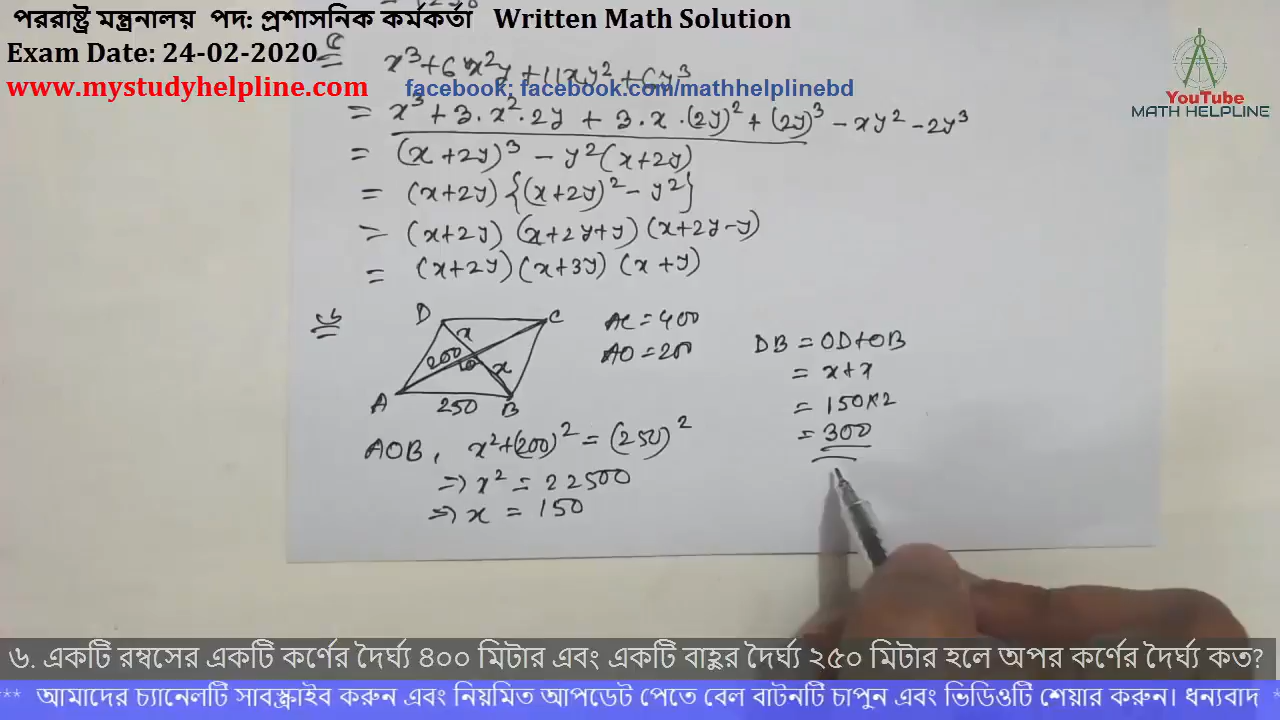 পররাষ্ট্র মন্ত্রনালয় পদ: প্রশাসনিক কর্মকর্তা Written Math Solution
Exam Date: 24-02-2020
www.mystudyhelpline.com
facebook; facebook.com/mathhelplinebd
YouTube
MATH HELPLINE
x³+6x²y+11xy²+6y³
= x³+3.x².2y + 3.x.(2y)²+(2y)³ - xy² - 2y³
= (x+2y)³ - y²(x+2y)
= (x+2y){(x+2y)² - y²}
= (x+2y) (x+2y+y) (x+2y-y)
= (x+2y)(x+3y) (x+y)
৬
D C
x
200 O x
A 250 B
AC = 400
AO = 200
AOB, x²+(200)² = (250)²
⇒ x² = 22500
⇒ x = 150
DB = OD+OB
= x+x
= 150×2
= 300
৬. একটি রম্বসের একটি কর্ণের দৈর্ঘ্য ৪০০ মিটার এবং একটি বাহুর দৈর্ঘ্য ২৫০ মিটার হলে অপর কর্ণের দৈর্ঘ্য কত?
** আমাদের চ্যানেলটি সাবস্ক্রাইব করুন এবং নিয়মিত আপডেট পেতে বেল বাটনটি চাপুন এবং ভিডিওটি শেয়ার করুন। ধন্যবাদ *